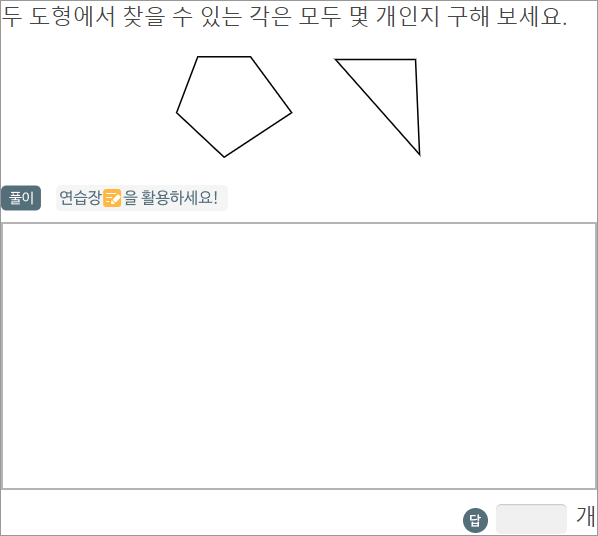 두 도형에서 찾을 수 있는 각은 모두 몇 개인지 구해 보세요.
풀이 연습장을 활용하세요!
답 개